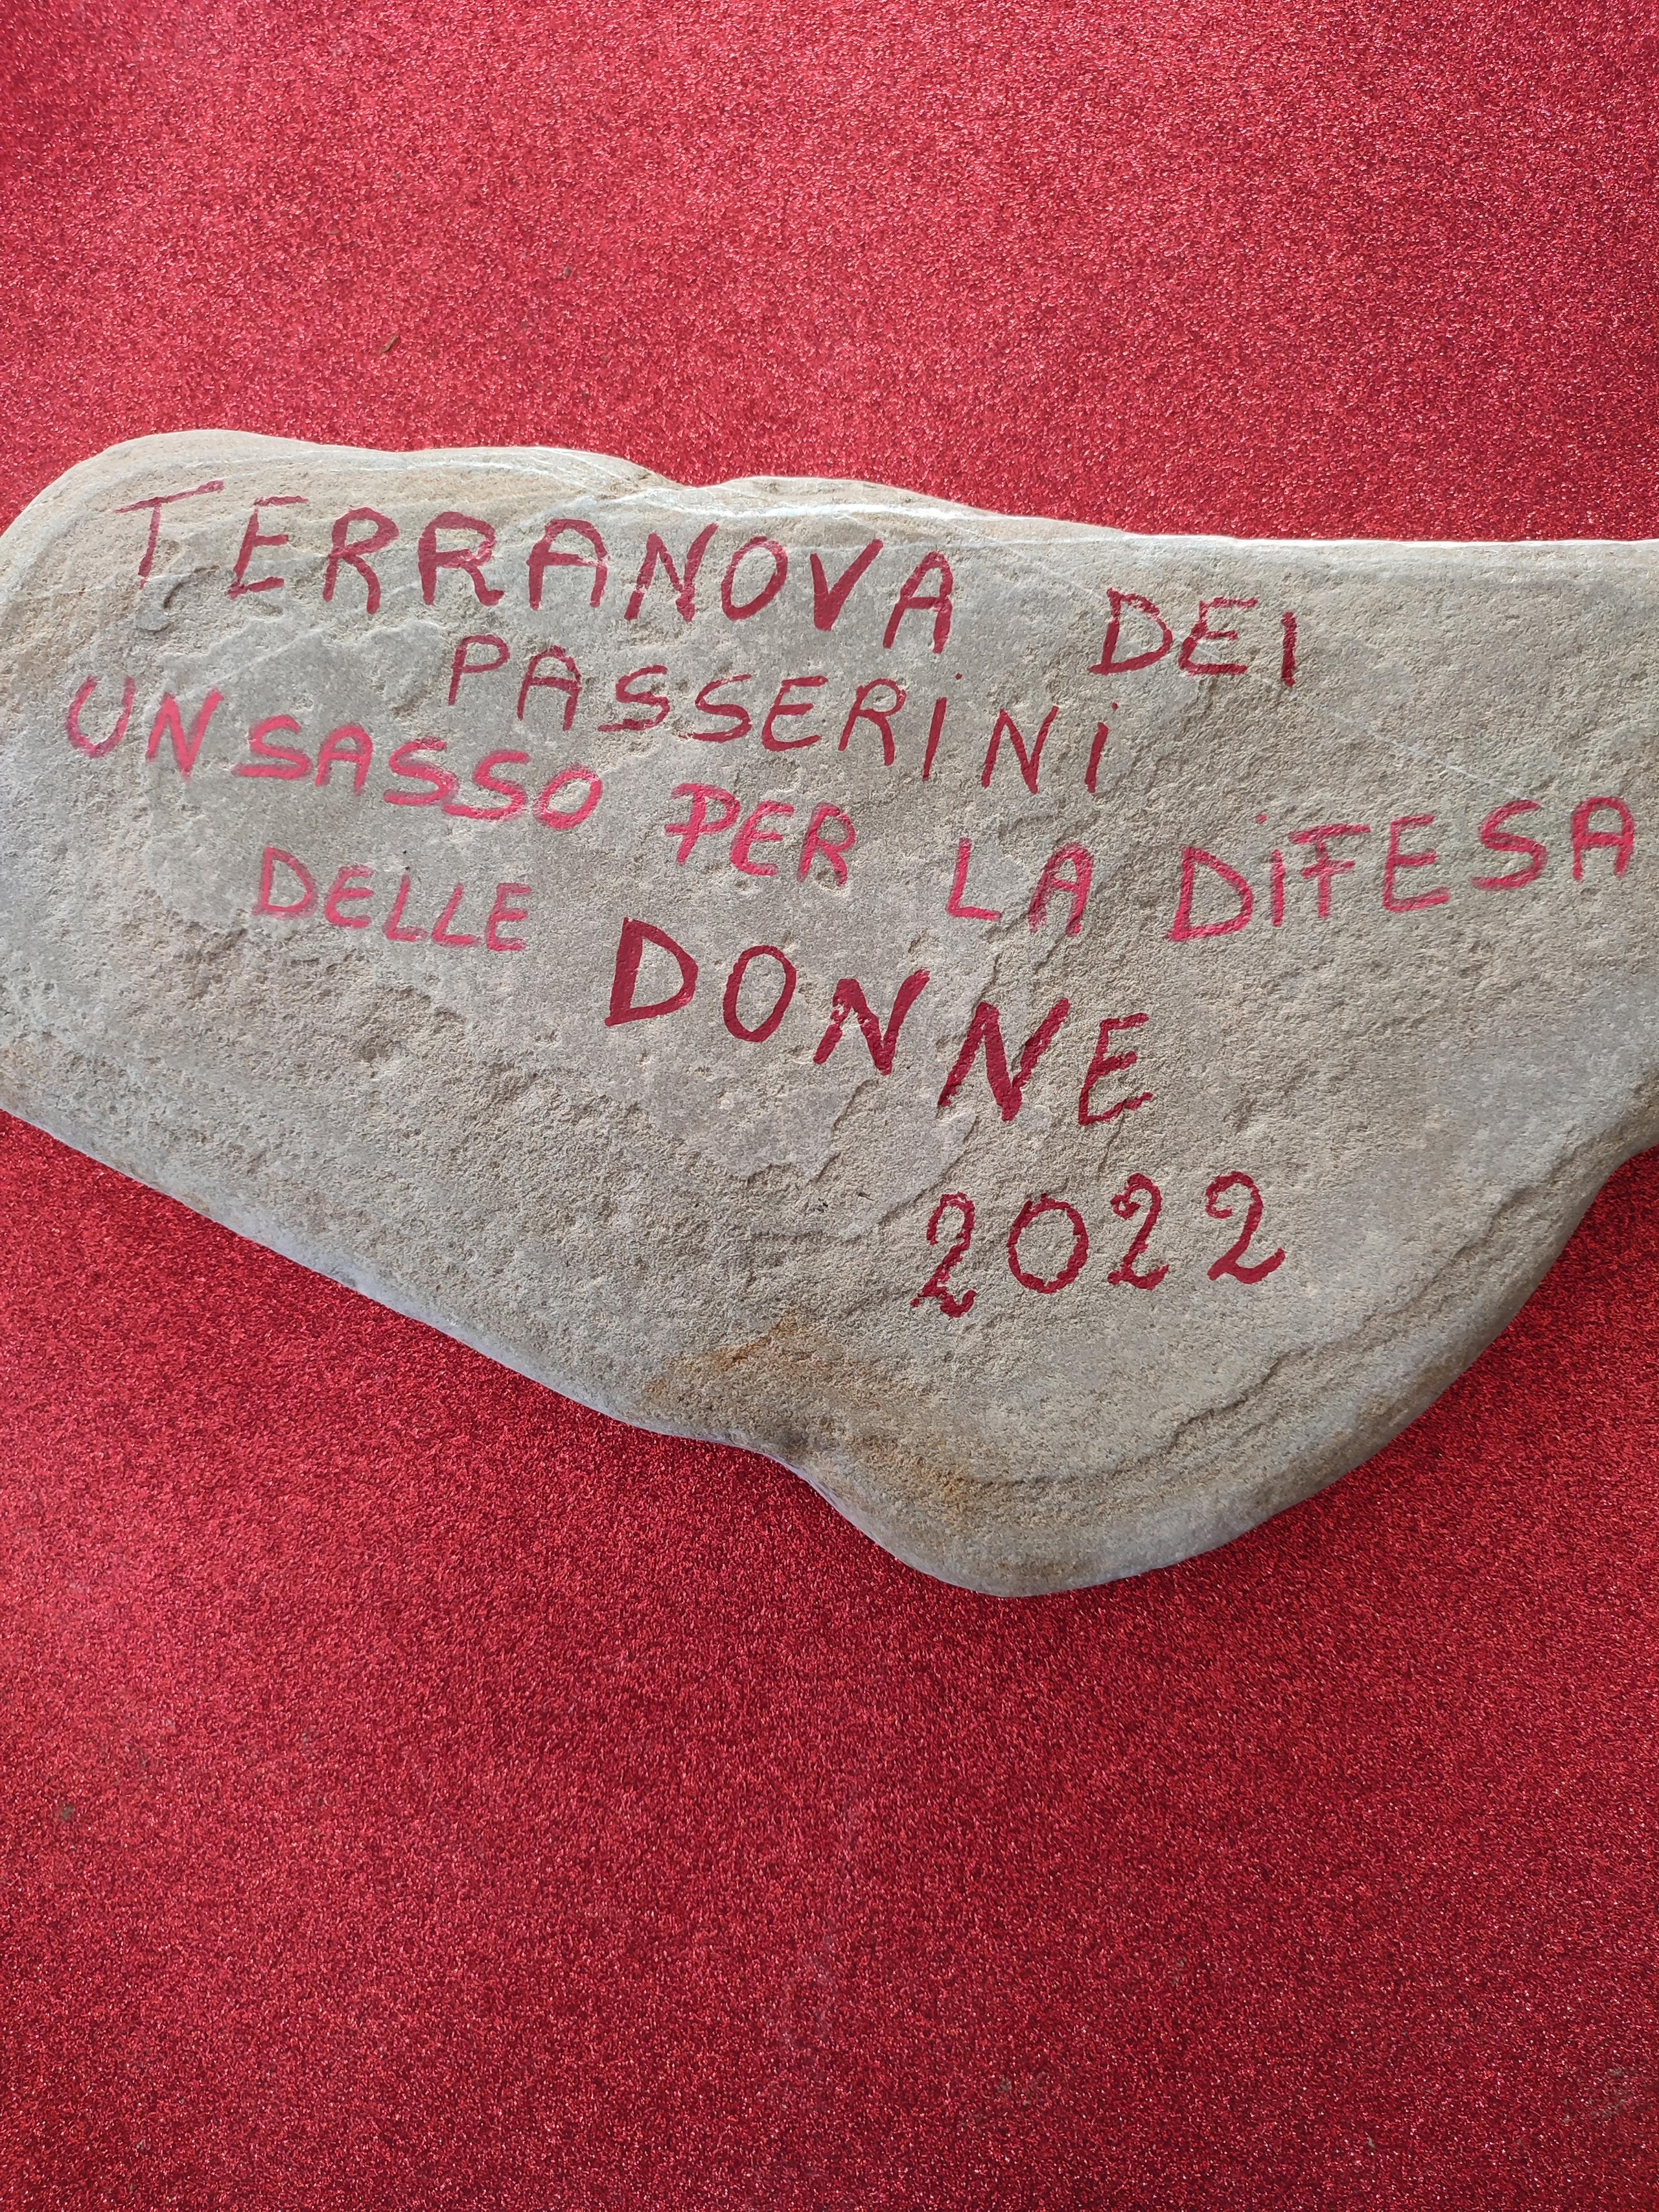 TERRANOVA DEI
PASSERINI
UN SASSO PER LA DIFESA
DELLE DONNE
2022